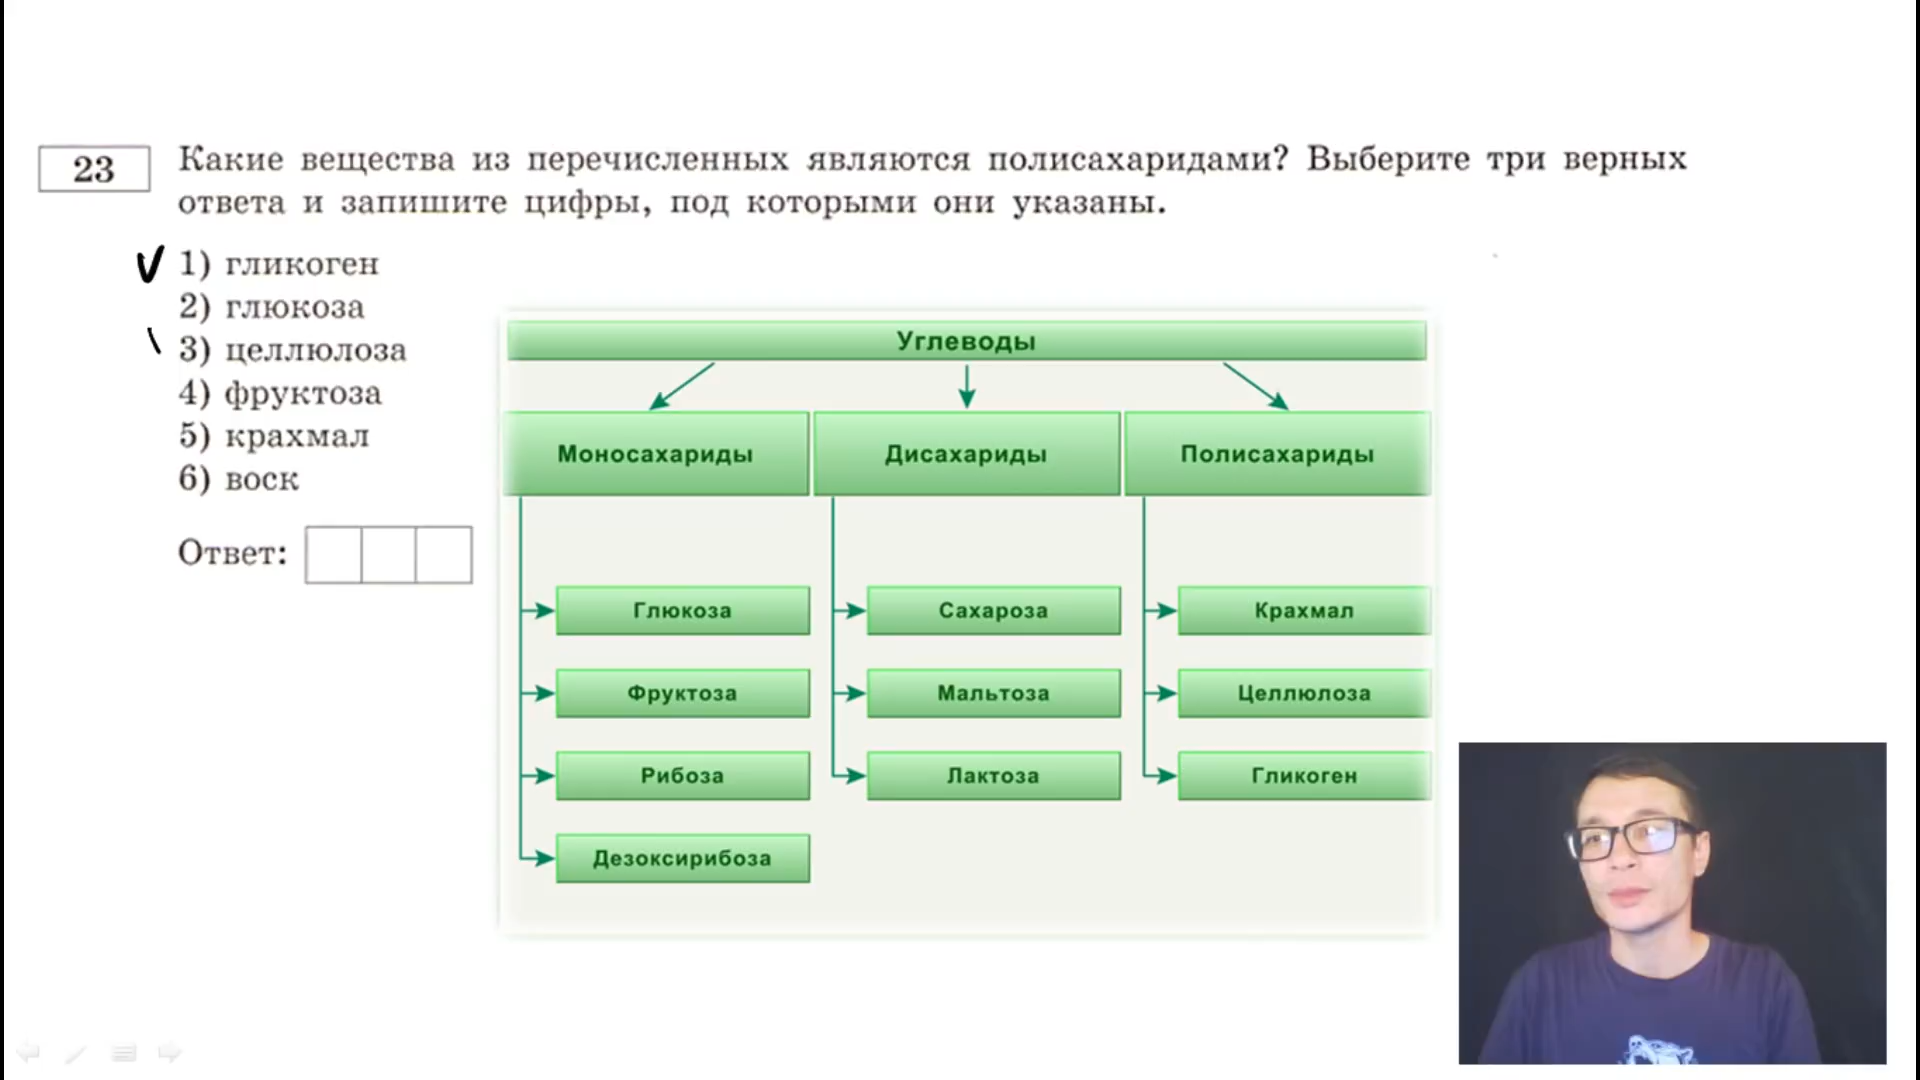 23
Какие вещества из перечисленных являются полисахаридами? Выберите три верных
ответа и запишите цифры, под которыми они указаны.
1) гликоген
2) глюкоза
3) целлюлоза
4) фруктоза
5) крахмал
6) воск
Ответ:
Углеводы
Моносахариды
Дисахариды
Полисахариды
Глюкоза
Сахароза
Крахмал
Фруктоза
Мальтоза
Целлюлоза
Рибоза
Лактоза
Гликоген
Дезоксирибоза